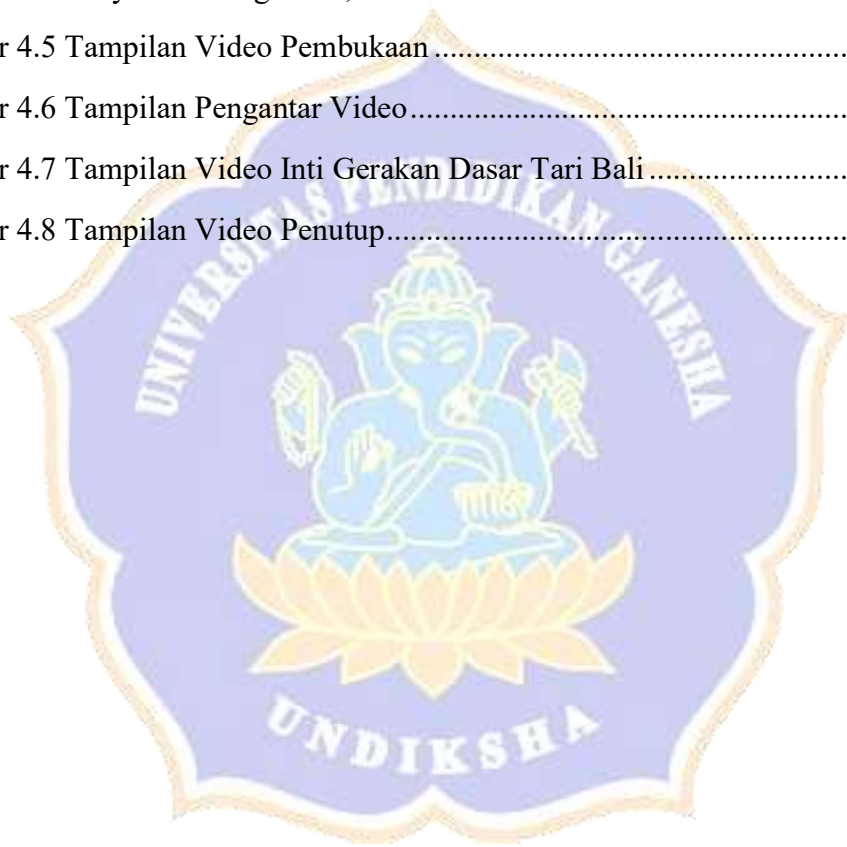 r 4.5 Tampilan Video Pembukaan
r 4.6 Tampilan Pengantar Video
r 4.7 Tampilan Video Inti Gerakan Dasar Tari Bali
r 4.8 Tampilan Video Penutup
UNIVERSITAS PENDIDIKAN GANESHA
UNDIKSHA